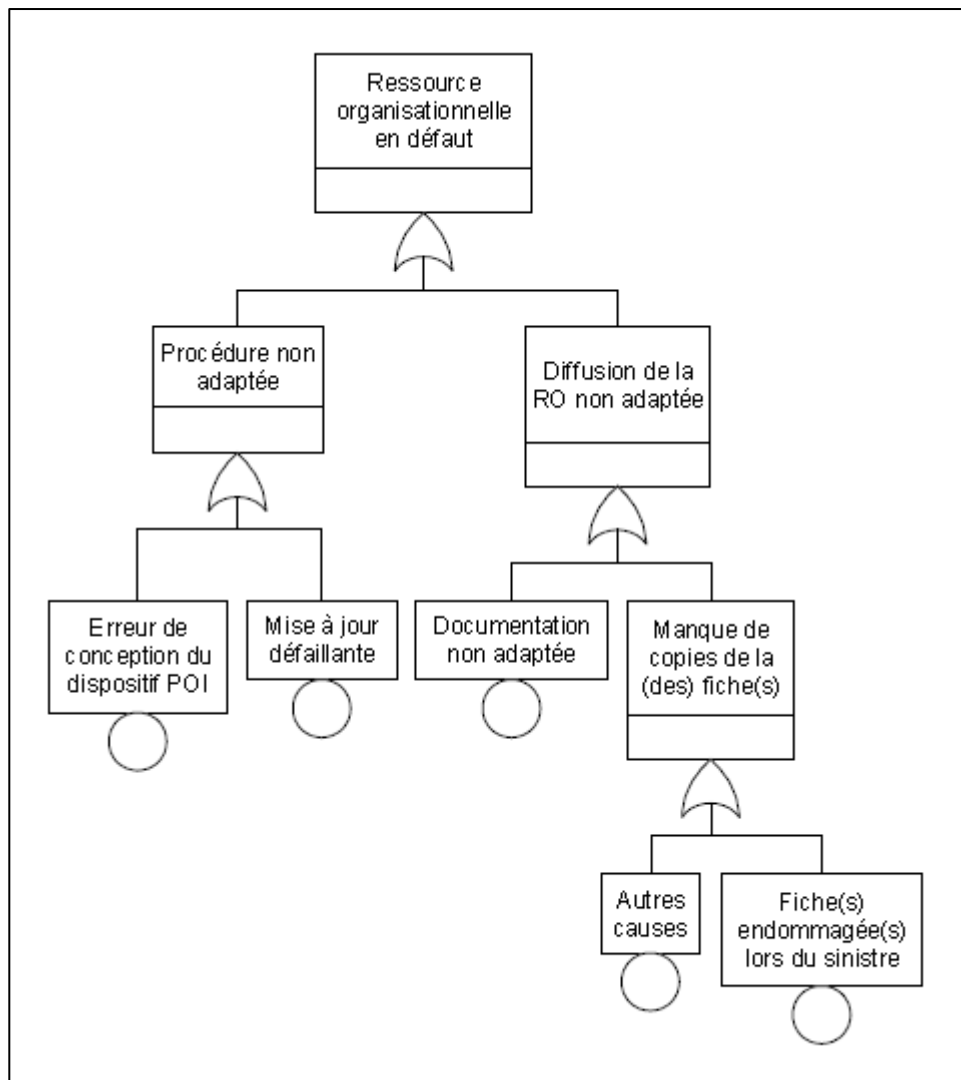 Ressource
organisationnelle
en défaut
Procédure non
adaptée
Diffusion de la
RO non adaptée
Erreur de
conception du
dispositif POI
Mise à jour
défaillante
Documentation
non adaptée
Manque de
copies de la
(des) fiche(s)
Autres
causes
Fiche(s)
endommagée(s)
lors du sinistre